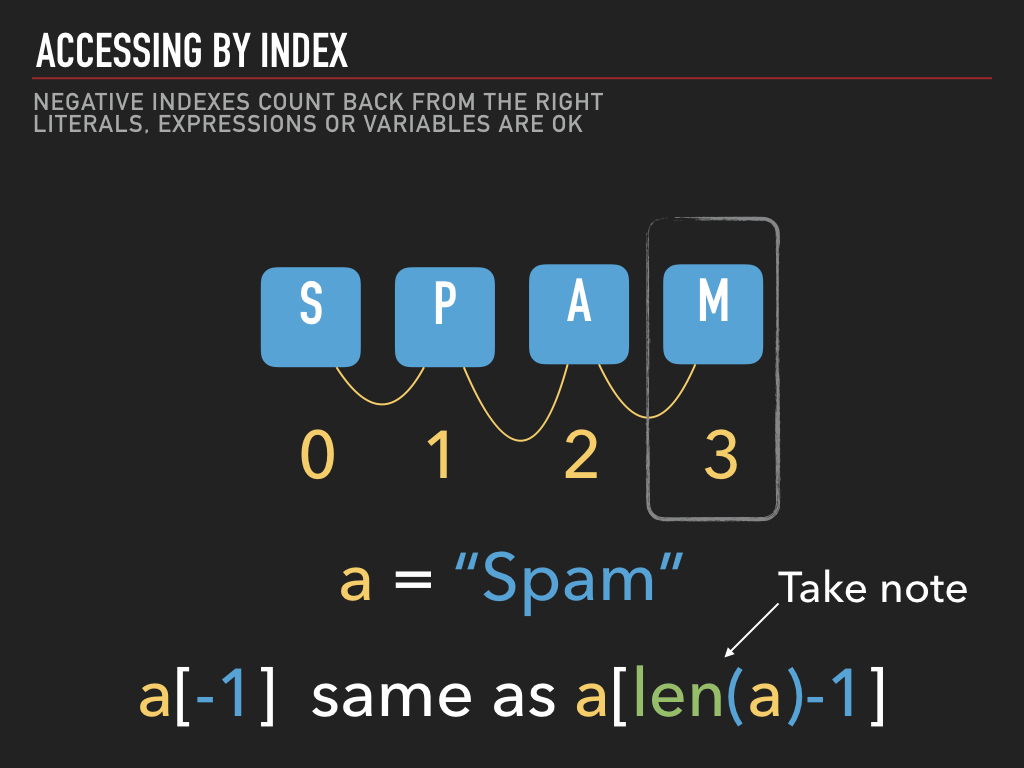 ACCESSING BY INDEX
NEGATIVE INDEXES COUNT BACK FROM THE RIGHT
LITERALS, EXPRESSIONS OR VARIABLES ARE OK
S P A M
0 1 2 3
a = “Spam”
Take note
a[-1] same as a[len(a)-1]